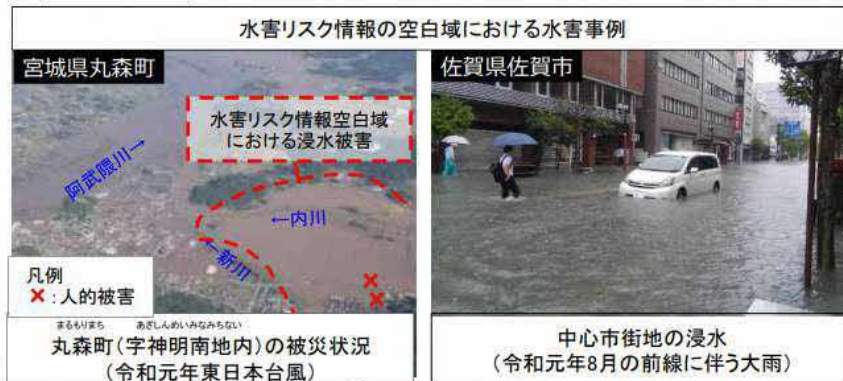 水害リスク情報の空白域における水害事例
宮城県丸森町
水害リスク情報空白域
における浸水被害
阿武隈川→
←内川
←新川
凡例
×:人的被害
まるもりまち あざしんめいみなみちない
丸森町(字神明南地内)の被災状況
(令和元年東日本台風)
佐賀県佐賀市
中心市街地の浸水
(令和元年8月の前線に伴う大雨)